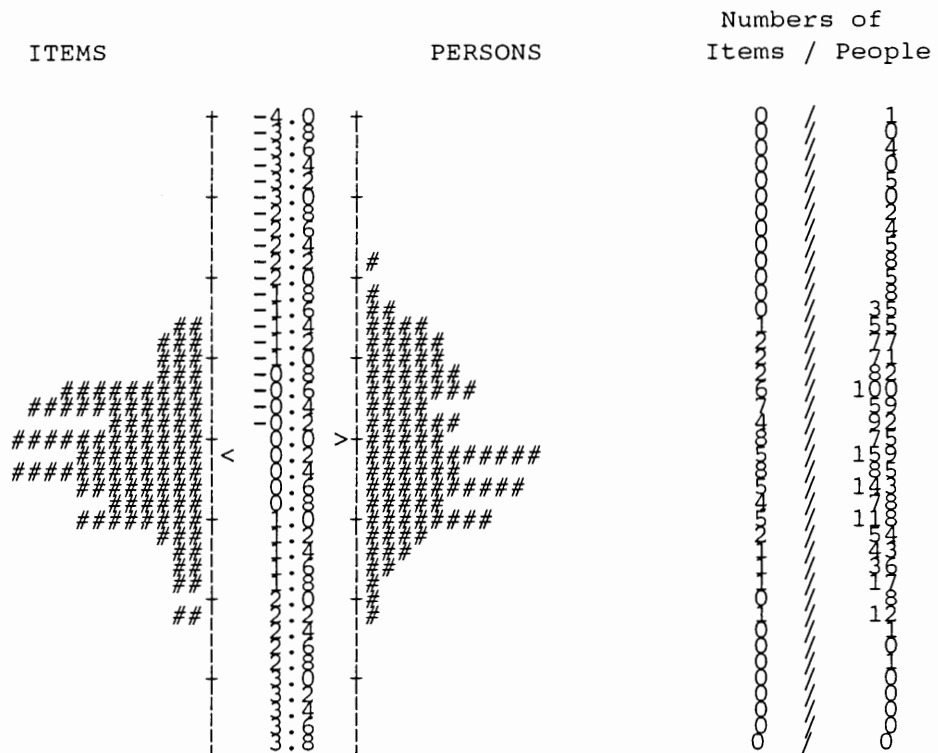 Numbers of
ITEMS PERSONS Items / People
+ -4.0 + 0 / 1
| -3.8 | 0 / 0
| -3.6 | 0 / 4
| -3.4 | 0 / 0
| -3.2 | 0 / 5
+ -3.0 + 0 / 0
| -2.8 | 0 / 2
| -2.6 | 0 / 4
| -2.4 | 0 / 5
| -2.2 |# 0 / 8
+ -2.0 + 0 / 5
| -1.8 |# 0 / 8
| -1.6 |## 0 / 35
##| -1.4 |#### 1 / 55
###| -1.2 |##### 2 / 77
###+ -1.0 +##### 2 / 71
###| -0.8 |###### 2 / 82
#########| -0.6 |####### 6 / 100
###########| -0.4 |#### 7 / 59
######| -0.2 |###### 4 / 92
############+ 0.0 >+##### 8 / 75
########|< 0.2 |########### 5 / 159
############| 0.4 |###### 8 / 85
########| 0.6 |########## 5 / 143
######| 0.8 |##### 4 / 78
########+ 1.0 +######## 5 / 118
###| 1.2 |#### 2 / 54
##| 1.4 |### 1 / 43
##| 1.6 |## 1 / 36
##| 1.8 |# 1 / 17
+ 2.0 +# 0 / 8
##| 2.2 |# 1 / 12
| 2.4 | 0 / 1
| 2.6 | 0 / 0
| 2.8 | 0 / 1
+ 3.0 + 0 / 0
| 3.2 | 0 / 0
| 3.4 | 0 / 0
| 3.6 | 0 / 0
| 3.8 | 0 / 0